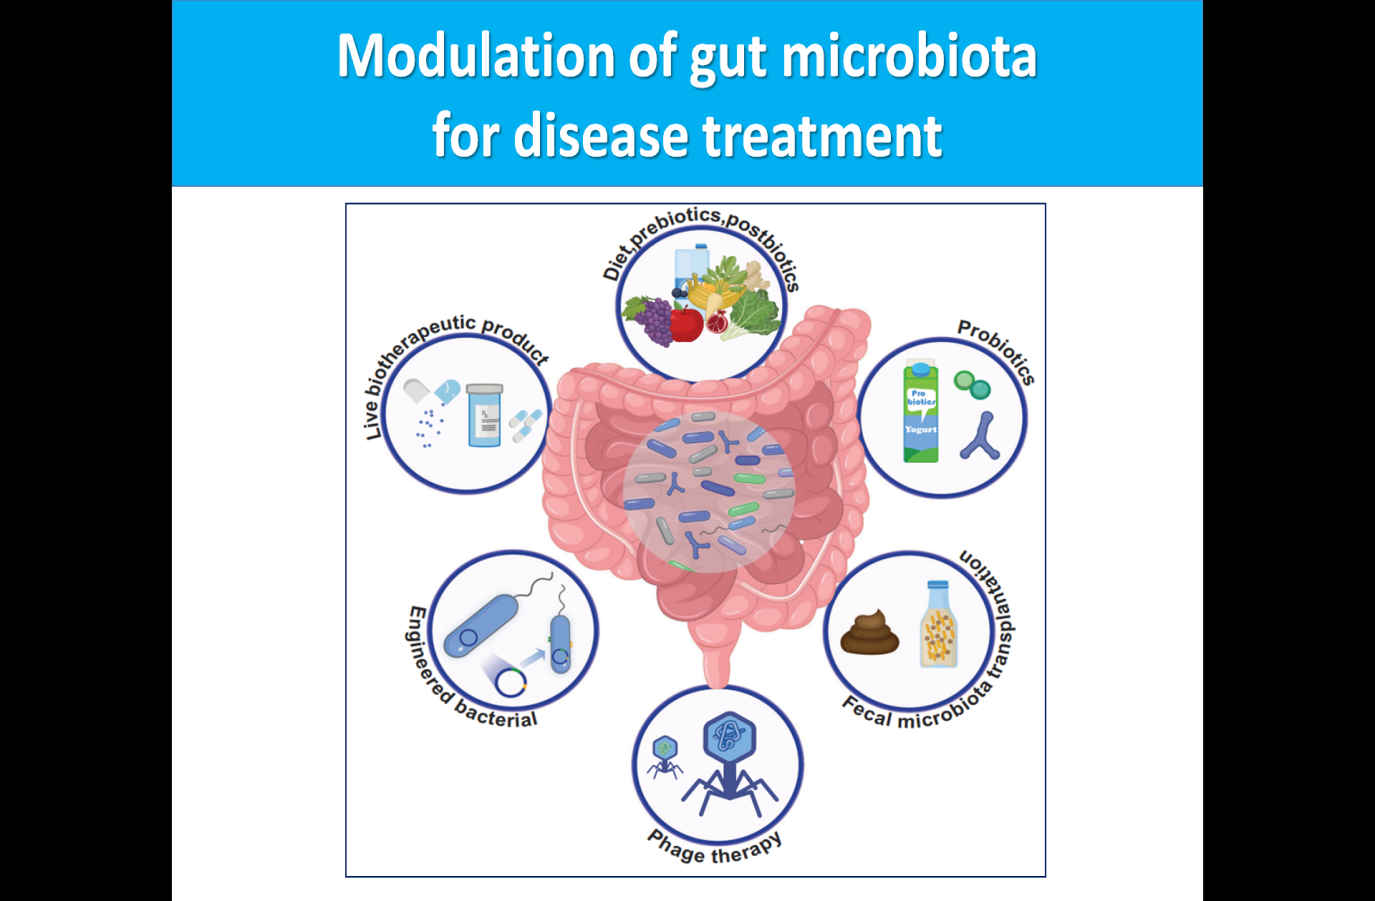 Modulation of gut microbiota
for disease treatment
Diet,prebiotics,postbiotics
Live biotherapeutic product
Probiotics
Pro
biotics
Yogurt
Engineered bacterial
Fecal microbiota transplantation
Phage therapy